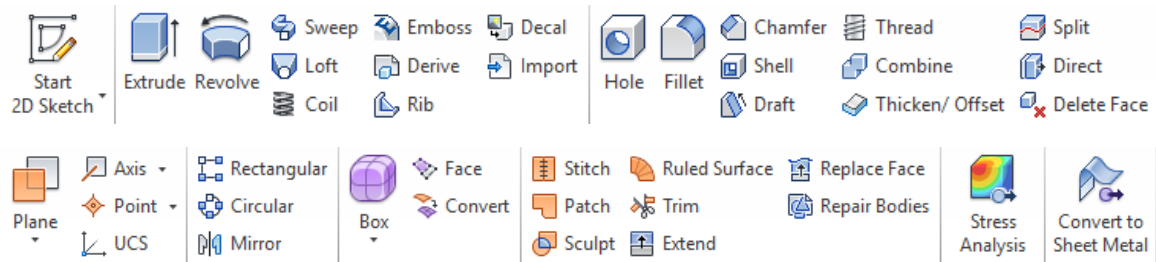 Start
2D Sketch
Extrude
Revolve
Sweep
Loft
Coil
Emboss
Derive
Rib
Decal
Import
Hole
Fillet
Chamfer
Shell
Draft
Thread
Combine
Thicken/ Offset
Split
Direct
Delete Face
Plane
Axis
Point
UCS
Rectangular
Circular
Mirror
Box
Face
Convert
Stitch
Patch
Sculpt
Ruled Surface
Trim
Extend
Replace Face
Repair Bodies
Stress
Analysis
Convert to
Sheet Metal